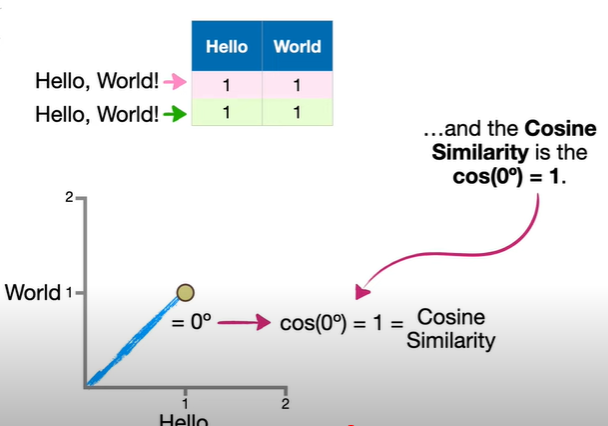 Hello World
Hello, World! 1 1
Hello, World! 1 1
...and the Cosine
Similarity is the
cos(0º) = 1.
2
World 1
= 0º cos(0º) = 1 = Cosine
Similarity
1 2
Hello